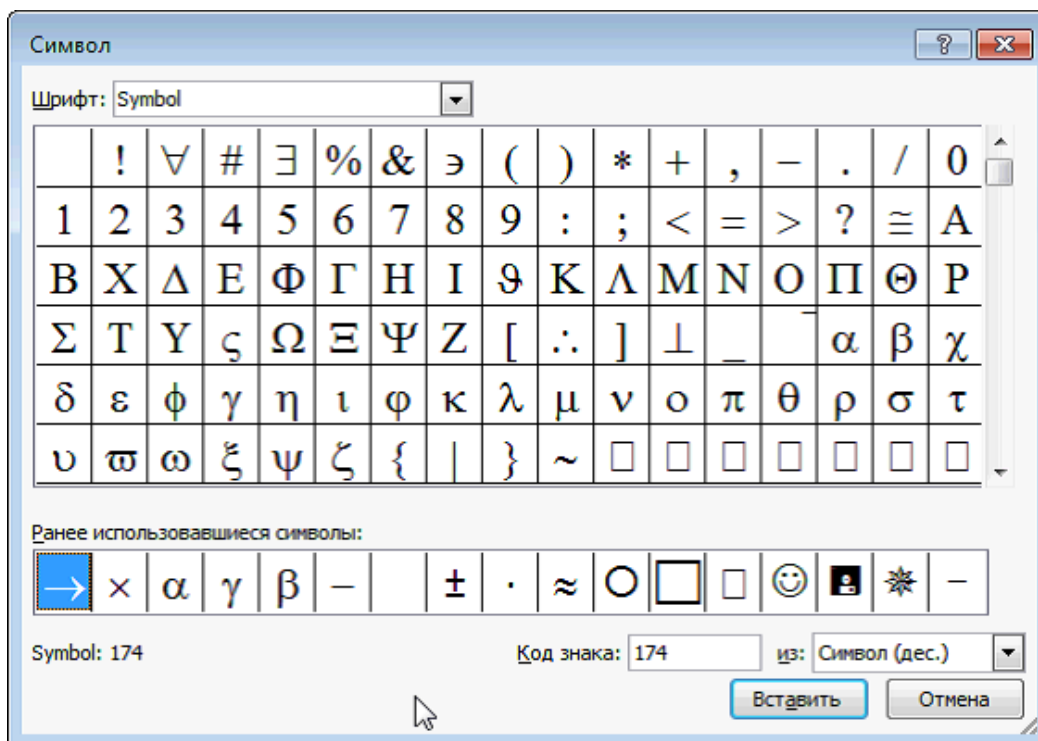 Символ
Шрифт: Symbol
! ∀ # ∃ % & ∍ ( ) ∗ + , − . / 0
1 2 3 4 5 6 7 8 9 : ; < = > ? ≅ Α
Β Χ Δ Ε Φ Γ Η Ι ϑ Κ Λ Μ Ν Ο Π Θ Ρ
Σ Τ Υ ς Ω Ξ Ψ Ζ [ ∴ ] ⊥ _ ‾ α β χ
δ ε ϕ γ η ι φ κ λ μ ν ο π θ ρ σ τ
υ ϖ ω ξ ψ ζ { | } ~ □ □ □ □ □ □ □
Ранее использовавшиеся символы:
→ × α γ β − ± · ≈ ○ □ □ ☺ −
Symbol: 174 Код знака: 174 из: Символ (дес.)
Вставить Отмена